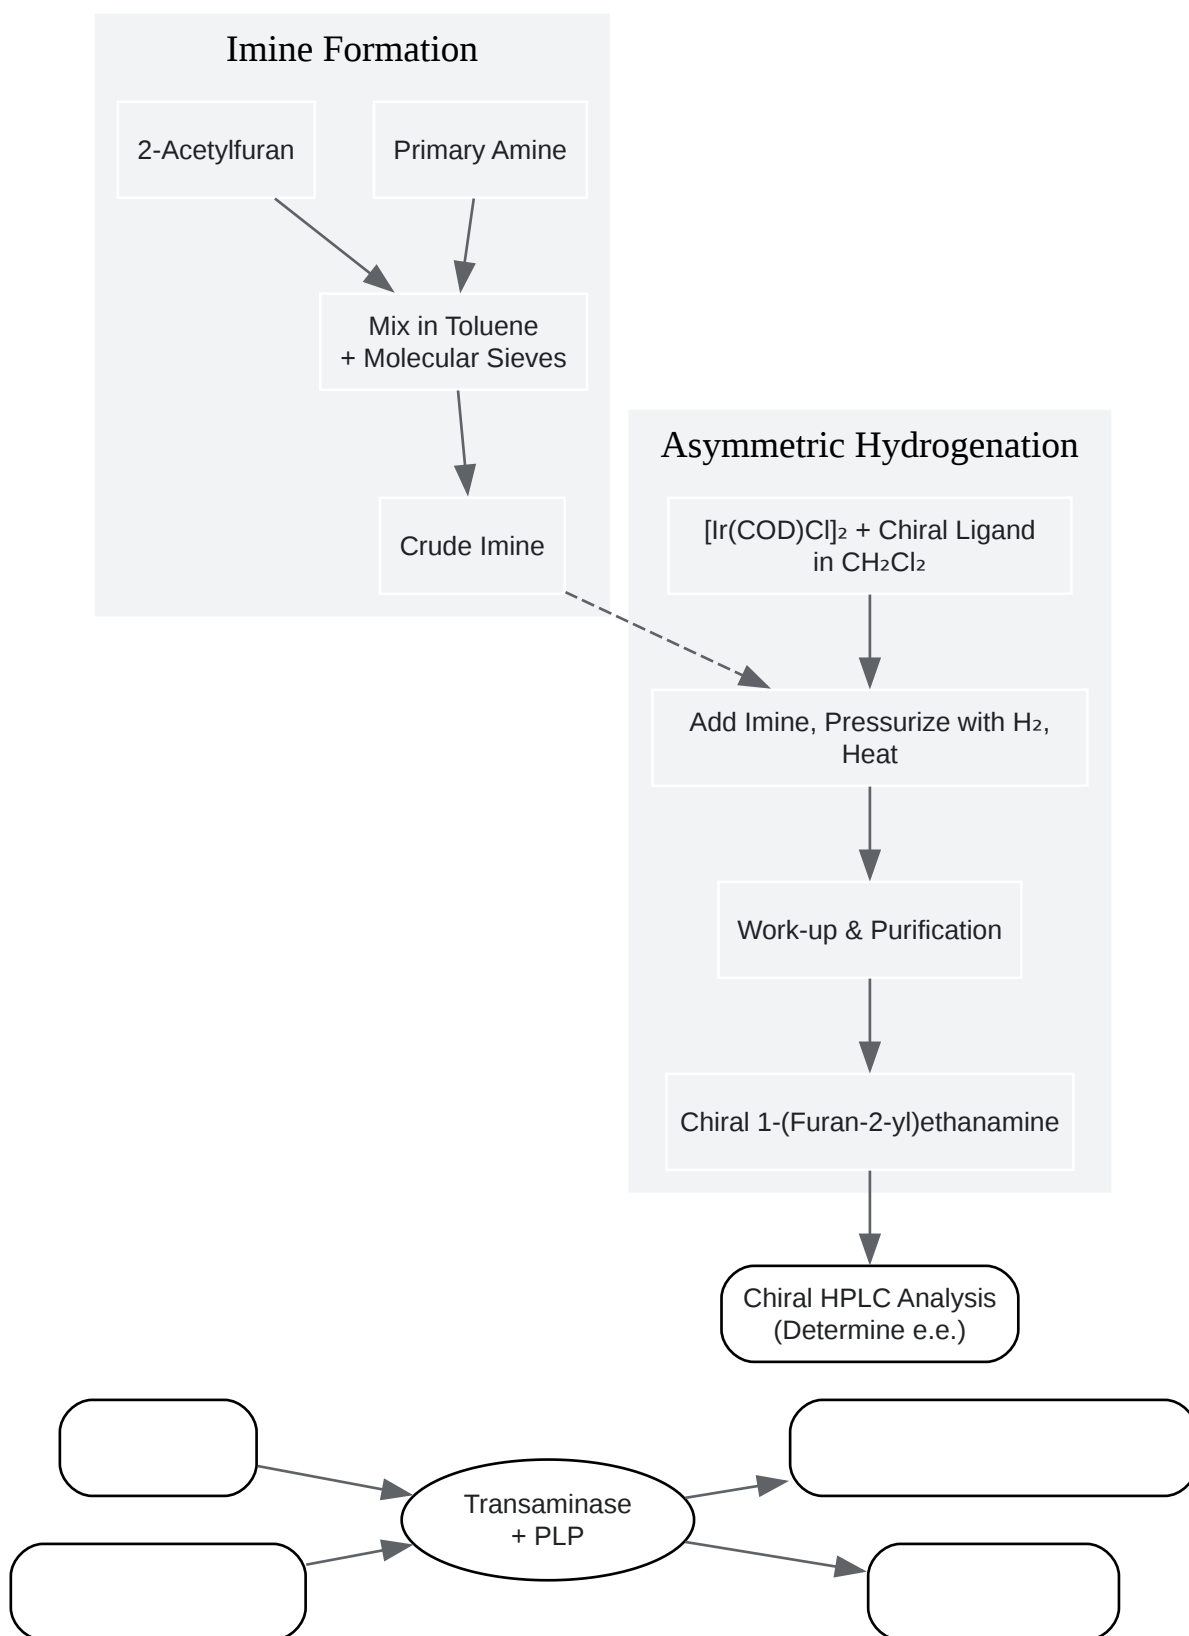 Imine Formation
2-Acetylfuran
Primary Amine
Mix in Toluene
+ Molecular Sieves
Crude Imine
Asymmetric Hydrogenation
[Ir(COD)Cl]₂ + Chiral Ligand
in CH₂Cl₂
Add Imine, Pressurize with H₂,
Heat
Work-up & Purification
Chiral 1-(Furan-2-yl)ethanamine
Chiral HPLC Analysis
(Determine e.e.)
Transaminase
+ PLP